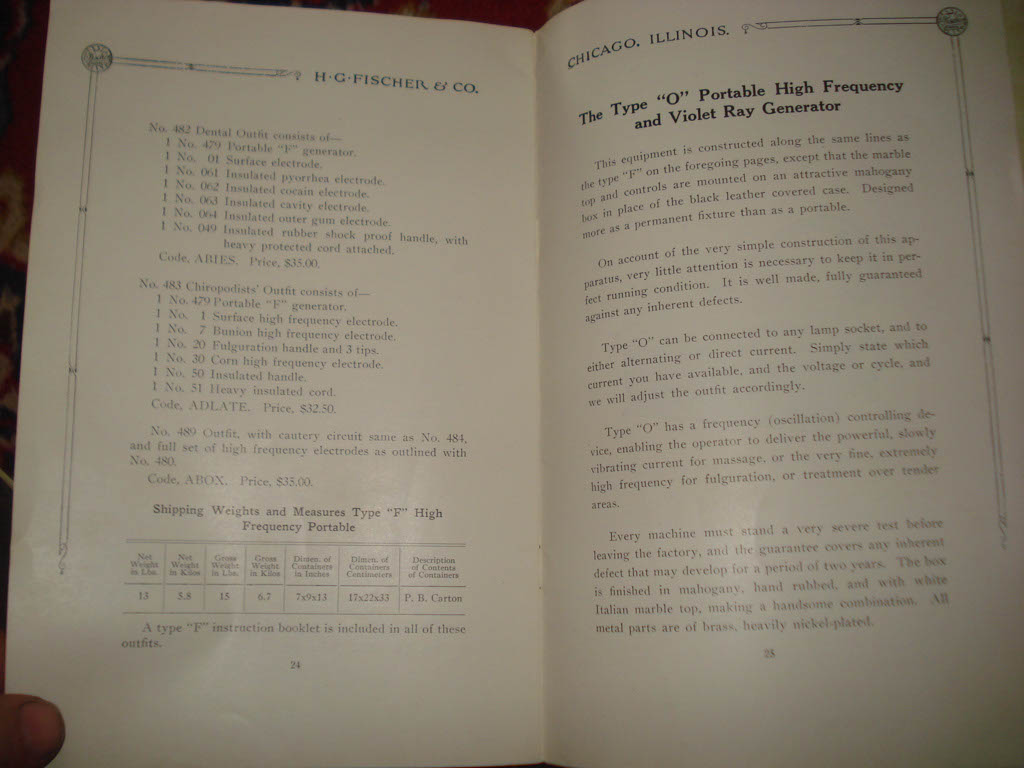 H·G·FISCHER & CO.
No. 482 Dental Outfit consists of—
1 No. 479 Portable "F" generator.
1 No. 01 Surface electrode.
1 No. 061 Insulated pyorrhea electrode.
1 No. 062 Insulated cocain electrode.
1 No. 063 Insulated cavity electrode.
1 No. 064 Insulated outer gum electrode.
1 No. 049 Insulated rubber shock proof handle, with
heavy protected cord attached.
Code, ABIES. Price, $35.00.
No. 483 Chiropodists' Outfit consists of—
1 No. 479 Portable "F" generator.
1 No. 1 Surface high frequency electrode.
1 No. 7 Bunion high frequency electrode.
1 No. 20 Fulguration handle and 3 tips.
1 No. 30 Corn high frequency electrode.
1 No. 50 Insulated handle.
1 No. 51 Heavy insulated cord.
Code, ADLATE. Price, $32.50.
No. 489 Outfit, with cautery circuit same as No. 484,
and full set of high frequency electrodes as outlined with
No. 480.
Code, ABOX. Price, $35.00.
Shipping Weights and Measures Type "F" High
Frequency Portable
Net Weight in Lbs. Net Weight in Kilos Gross Weight in Lbs. Gross Weight in Kilos Dimen. of Containers in Inches Dimen. of Containers Centimeters Description of Contents of Containers
13 5.8 15 6.7 7x9x13 17x22x33 P. B. Carton
A type "F" instruction booklet is included in all of these
outfits.
24
CHICAGO, ILLINOIS.
The Type "O" Portable High Frequency
and Violet Ray Generator
This equipment is constructed along the same lines as
the type "F" on the foregoing pages, except that the marble
top and controls are mounted on an attractive mahogany
box in place of the black leather covered case. Designed
more as a permanent fixture than as a portable.
On account of the very simple construction of this ap-
paratus, very little attention is necessary to keep it in per-
fect running condition. It is well made, fully guaranteed
against any inherent defects.
Type "O" can be connected to any lamp socket, and to
either alternating or direct current. Simply state which
current you have available, and the voltage or cycle, and
we will adjust the outfit accordingly.
Type "O" has a frequency (oscillation) controlling de-
vice, enabling the operator to deliver the powerful, slowly
vibrating current for massage, or the very fine, extremely
high frequency for fulguration, or treatment over tender
areas.
Every machine must stand a very severe test before
leaving the factory, and the guarantee covers any inherent
defect that may develop for a period of two years. The box
is finished in mahogany, hand rubbed, and with white
Italian marble top, making a handsome combination. All
metal parts are of brass, heavily nickel-plated.
25